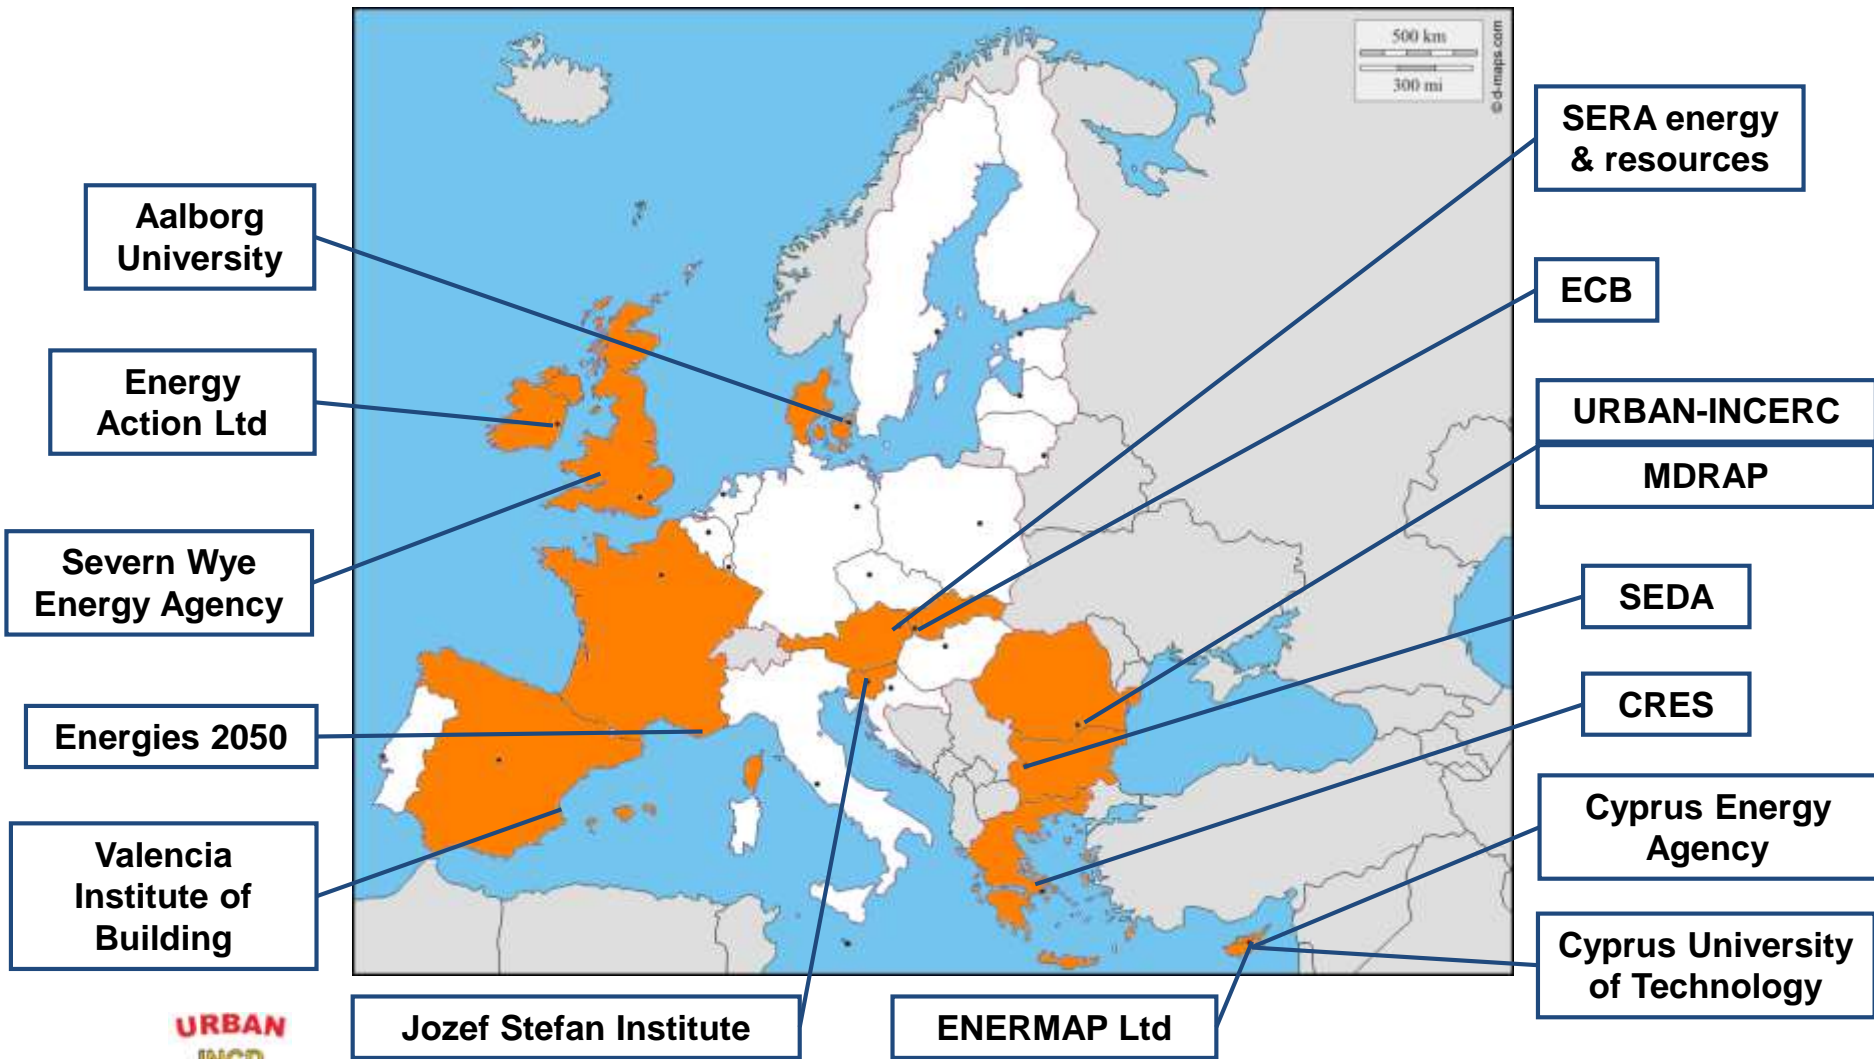 500 km
300 mi
© d-maps.com
SERA energy
& resources
Aalborg
University
ECB
Energy
Action Ltd
URBAN-INCERC
MDRAP
Severn Wye
Energy Agency
SEDA
CRES
Energies 2050
Cyprus Energy
Agency
Valencia
Institute of
Building
Cyprus University
of Technology
Jozef Stefan Institute
ENERMAP Ltd
URBAN